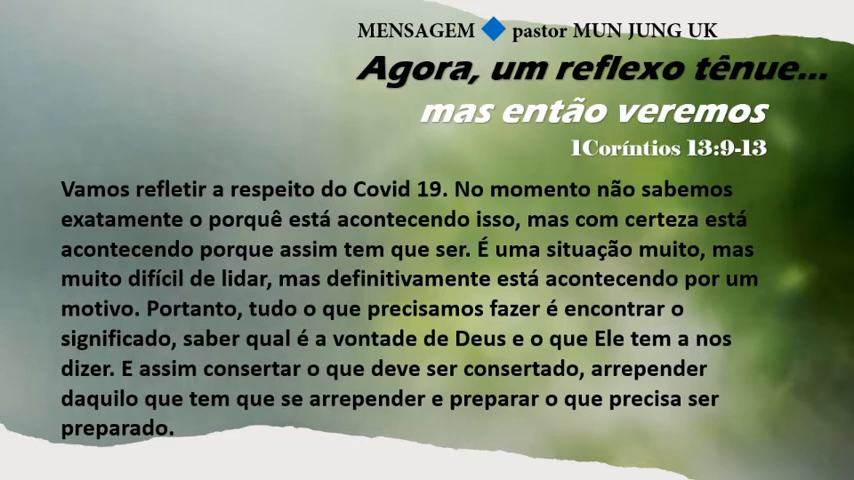 MENSAGEM 🔷 pastor MUN JUNG UK
Agora, um reflexo tênue...
mas então veremos
1Coríntios 13:9-13
Vamos refletir a respeito do Covid 19. No momento não sabemos
exatamente o porquê está acontecendo isso, mas com certeza está
acontecendo porque assim tem que ser. É uma situação muito, mas
muito difícil de lidar, mas definitivamente está acontecendo por um
motivo. Portanto, tudo o que precisamos fazer é encontrar o
significado, saber qual é a vontade de Deus e o que Ele tem a nos
dizer. E assim consertar o que deve ser consertado, arrepender
daquilo que tem que se arrepender e preparar o que precisa ser
preparado.